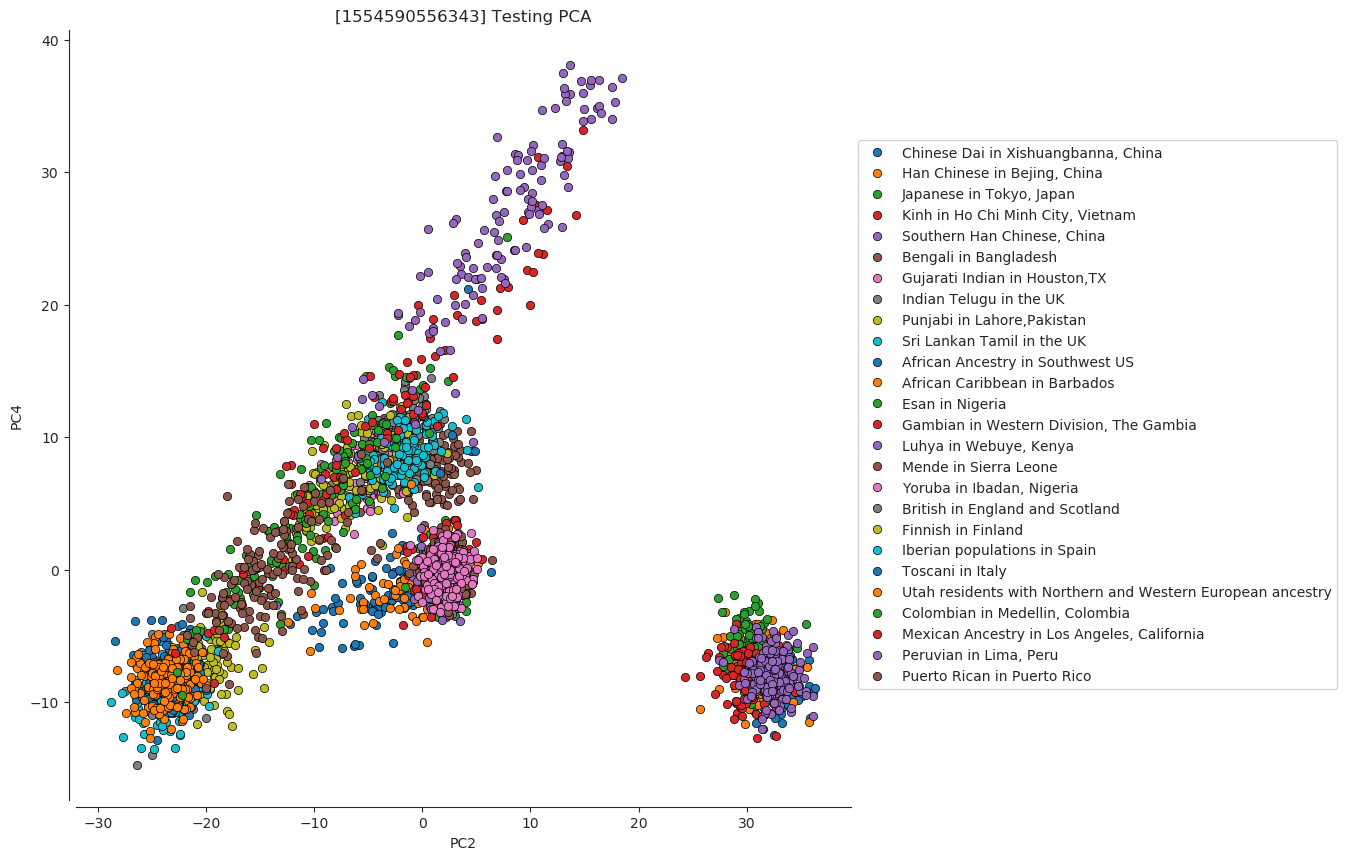 [1554590556343] Testing PCA
40
30
20
10
0
−10
PC4
−30
−20
−10
0
10
20
30
PC2
Chinese Dai in Xishuangbanna, China
Han Chinese in Bejing, China
Japanese in Tokyo, Japan
Kinh in Ho Chi Minh City, Vietnam
Southern Han Chinese, China
Bengali in Bangladesh
Gujarati Indian in Houston,TX
Indian Telugu in the UK
Punjabi in Lahore,Pakistan
Sri Lankan Tamil in the UK
African Ancestry in Southwest US
African Caribbean in Barbados
Esan in Nigeria
Gambian in Western Division, The Gambia
Luhya in Webuye, Kenya
Mende in Sierra Leone
Yoruba in Ibadan, Nigeria
British in England and Scotland
Finnish in Finland
Iberian populations in Spain
Toscani in Italy
Utah residents with Northern and Western European ancestry
Colombian in Medellin, Colombia
Mexican Ancestry in Los Angeles, California
Peruvian in Lima, Peru
Puerto Rican in Puerto Rico